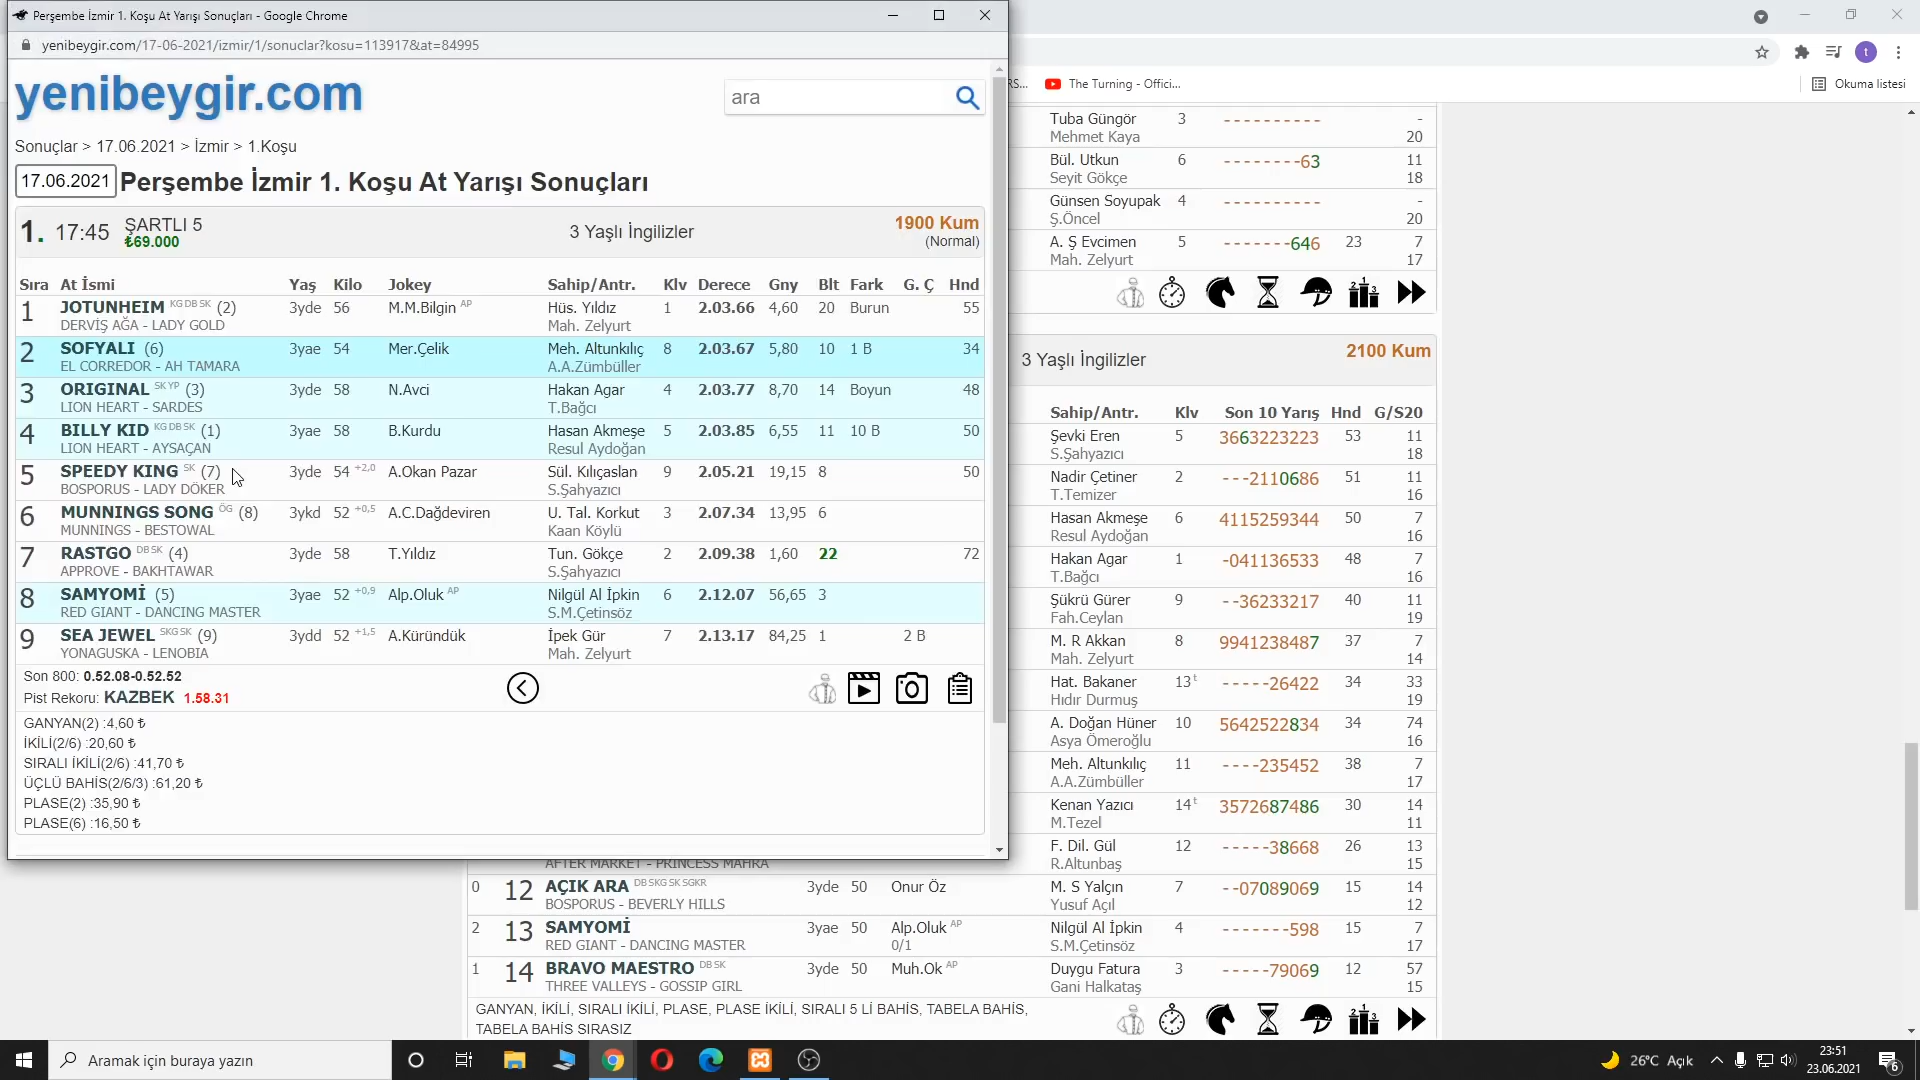 Perşembe İzmir 1. Koşu At Yarışı Sonuçları - Google Chrome
yenibeygir.com/17-06-2021/izmir/1/sonuclar?kosu=113917&at=84995
yenibeygir.com
ara
Sonuçlar > 17.06.2021 > İzmir > 1.Koşu
17.06.2021 Perşembe İzmir 1. Koşu At Yarışı Sonuçları
1. 17:45 ŞARTLI 5 3 Yaşlı İngilizler 1900 Kum
₺69.000 (Normal)
Sıra At İsmi Yaş Kilo Jokey Sahip/Antr. Klv Derece Gny Blt Fark G. Ç Hnd
1 JOTUNHEIM KG DB SK (2) 3yde 56 M.M.Bilgin AP Hüs. Yıldız 1 2.03.66 4,60 20 Burun 55
DERVİŞ AĞA - LADY GOLD Mah. Zelyurt
2 SOFYALI (6) 3yae 54 Mer.Çelik Meh. Altunkılıç 8 2.03.67 5,80 10 1 B 34
EL CORREDOR - AH TAMARA A.A.Zümbüller
3 ORIGINAL SK YP (3) 3yde 58 N.Avci Hakan Agar 4 2.03.77 8,70 14 Boyun 48
LION HEART - SARDES T.Bağcı
4 BILLY KID KG DB SK (1) 3yae 58 B.Kurdu Hasan Akmeşe 5 2.03.85 6,55 11 10 B 50
LION HEART - AYSAÇAN Resul Aydoğan
5 SPEEDY KING SK (7) 3yde 54 +2,0 A.Okan Pazar Sül. Kılıçaslan 9 2.05.21 19,15 8 50
BOSPORUS - LADY DÖKER S.Şahyazıcı
6 MUNNINGS SONG ÖG (8) 3ykd 52 +0,5 A.C.Dağdeviren U. Tal. Korkut 3 2.07.34 13,95 6
MUNNINGS - BESTOWAL Kaan Köylü
7 RASTGO DB SK (4) 3yde 58 T.Yıldız Tun. Gökçe 2 2.09.38 1,60 22 72
APPROVE - BAKHTAWAR S.Şahyazıcı
8 SAMYOMİ (5) 3yae 52 +0,9 Alp.Oluk AP Nilgül Al İpkin 6 2.12.07 56,65 3
RED GIANT - DANCING MASTER S.M.Çetinsöz
9 SEA JEWEL SKG SK (9) 3ydd 52 +1,5 A.Küründük İpek Gür 7 2.13.17 84,25 1 2 B
YONAGUSKA - LENOBIA Mah. Zelyurt
Son 800: 0.52.08-0.52.52
Pist Rekoru: KAZBEK 1.58.31
GANYAN(2) :4,60 ₺
İKİLİ(2/6) :20,60 ₺
SIRALI İKİLİ(2/6) :41,70 ₺
ÜÇLÜ BAHİS(2/6/3) :61,20 ₺
PLASE(2) :35,90 ₺
PLASE(6) :16,50 ₺
t
RS... The Turning - Offici... Okuma listesi
Tuba Güngör 3 - - - - - - - - - - -
Mehmet Kaya 20
Bül. Utkun 6 - - - - - - - -63 11
Seyit Gökçe 18
Günsen Soyupak 4 - - - - - - - - - - -
Ş.Öncel 20
A. Ş Evcimen 5 - - - - - - -646 23 7
Mah. Zelyurt 17
3 Yaşlı İngilizler 2100 Kum
Sahip/Antr. Klv Son 10 Yarış Hnd G/S20
Şevki Eren 5 3663223223 53 11
S.Şahyazıcı 18
Nadir Çetiner 2 - - -2110686 51 11
T.Temizer 16
Hasan Akmeşe 6 4115259344 50 7
Resul Aydoğan 16
Hakan Agar 1 -041136533 48 7
T.Bağcı 16
Şükrü Gürer 9 - -36233217 40 11
Fah.Ceylan 19
M. R Akkan 8 9941238487 37 7
Mah. Zelyurt 14
Hat. Bakaner 13 t - - - - -26422 34 33
Hıdır Durmuş 19
A. Doğan Hüner 10 5642522834 34 74
Asya Ömeroğlu 16
Meh. Altunkılıç 11 - - - -235452 38 7
A.A.Zümbüller 17
Kenan Yazıcı 14 t 3572687486 30 14
M.Tezel 11
F. Dil. Gül 12 - - - - -38668 26 13
AFTER MARKET - PRINCESS MAHRA R.Altunbaş 15
0 12 AÇIK ARA DB SKG SK SGKR 3yde 50 Onur Öz M. S Yalçın 7 - -07089069 15 14
BOSPORUS - BEVERLY HILLS Yusuf Açıl 12
2 13 SAMYOMİ 3yae 50 Alp.Oluk AP Nilgül Al İpkin 4 - - - - - - -598 15 7
RED GIANT - DANCING MASTER 0/1 S.M.Çetinsöz 17
1 14 BRAVO MAESTRO DB SK 3yde 50 Muh.Ok AP Duygu Fatura 3 - - - - -79069 12 57
THREE VALLEYS - GOSSIP GIRL Gani Halkataş 15
GANYAN, İKİLİ, SIRALI İKİLİ, PLASE, PLASE İKİLİ, SIRALI 5 Lİ BAHİS, TABELA BAHİS,
TABELA BAHİS SIRASIZ
Aramak için buraya yazın
26°C Açık
23:51
23.06.2021
6